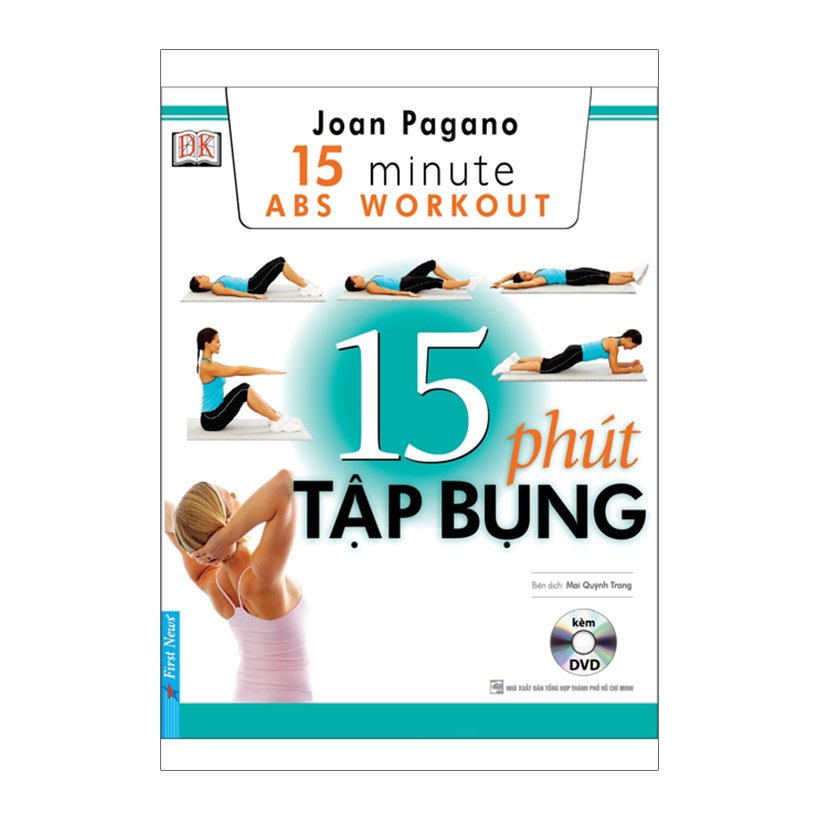 Joan Pagano
DK
15 minute
ABS WORKOUT
15
phút
TẬP BỤNG
Biên dịch: Mai Quỳnh Trang
kèm
DVD
First News
NHÀ XUẤT BẢN TỔNG HỢP THÀNH PHỐ HỒ CHÍ MINH